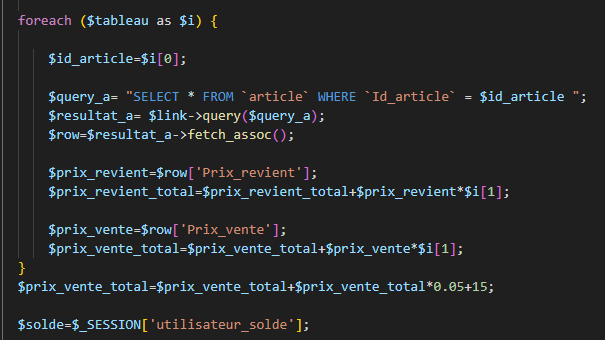 foreach ($tableau as $i) {
$id_article=$i[0];
$query_a= "SELECT * FROM `article` WHERE `Id_article` = $id_article ";
$resultat_a= $link->query($query_a);
$row=$resultat_a->fetch_assoc();
$prix_revient=$row['Prix_revient'];
$prix_revient_total=$prix_revient_total+$prix_revient*$i[1];
$prix_vente=$row['Prix_vente'];
$prix_vente_total=$prix_vente_total+$prix_vente*$i[1];
}
$prix_vente_total=$prix_vente_total+$prix_vente_total*0.05+15;
$solde=$_SESSION['utilisateur_solde'];